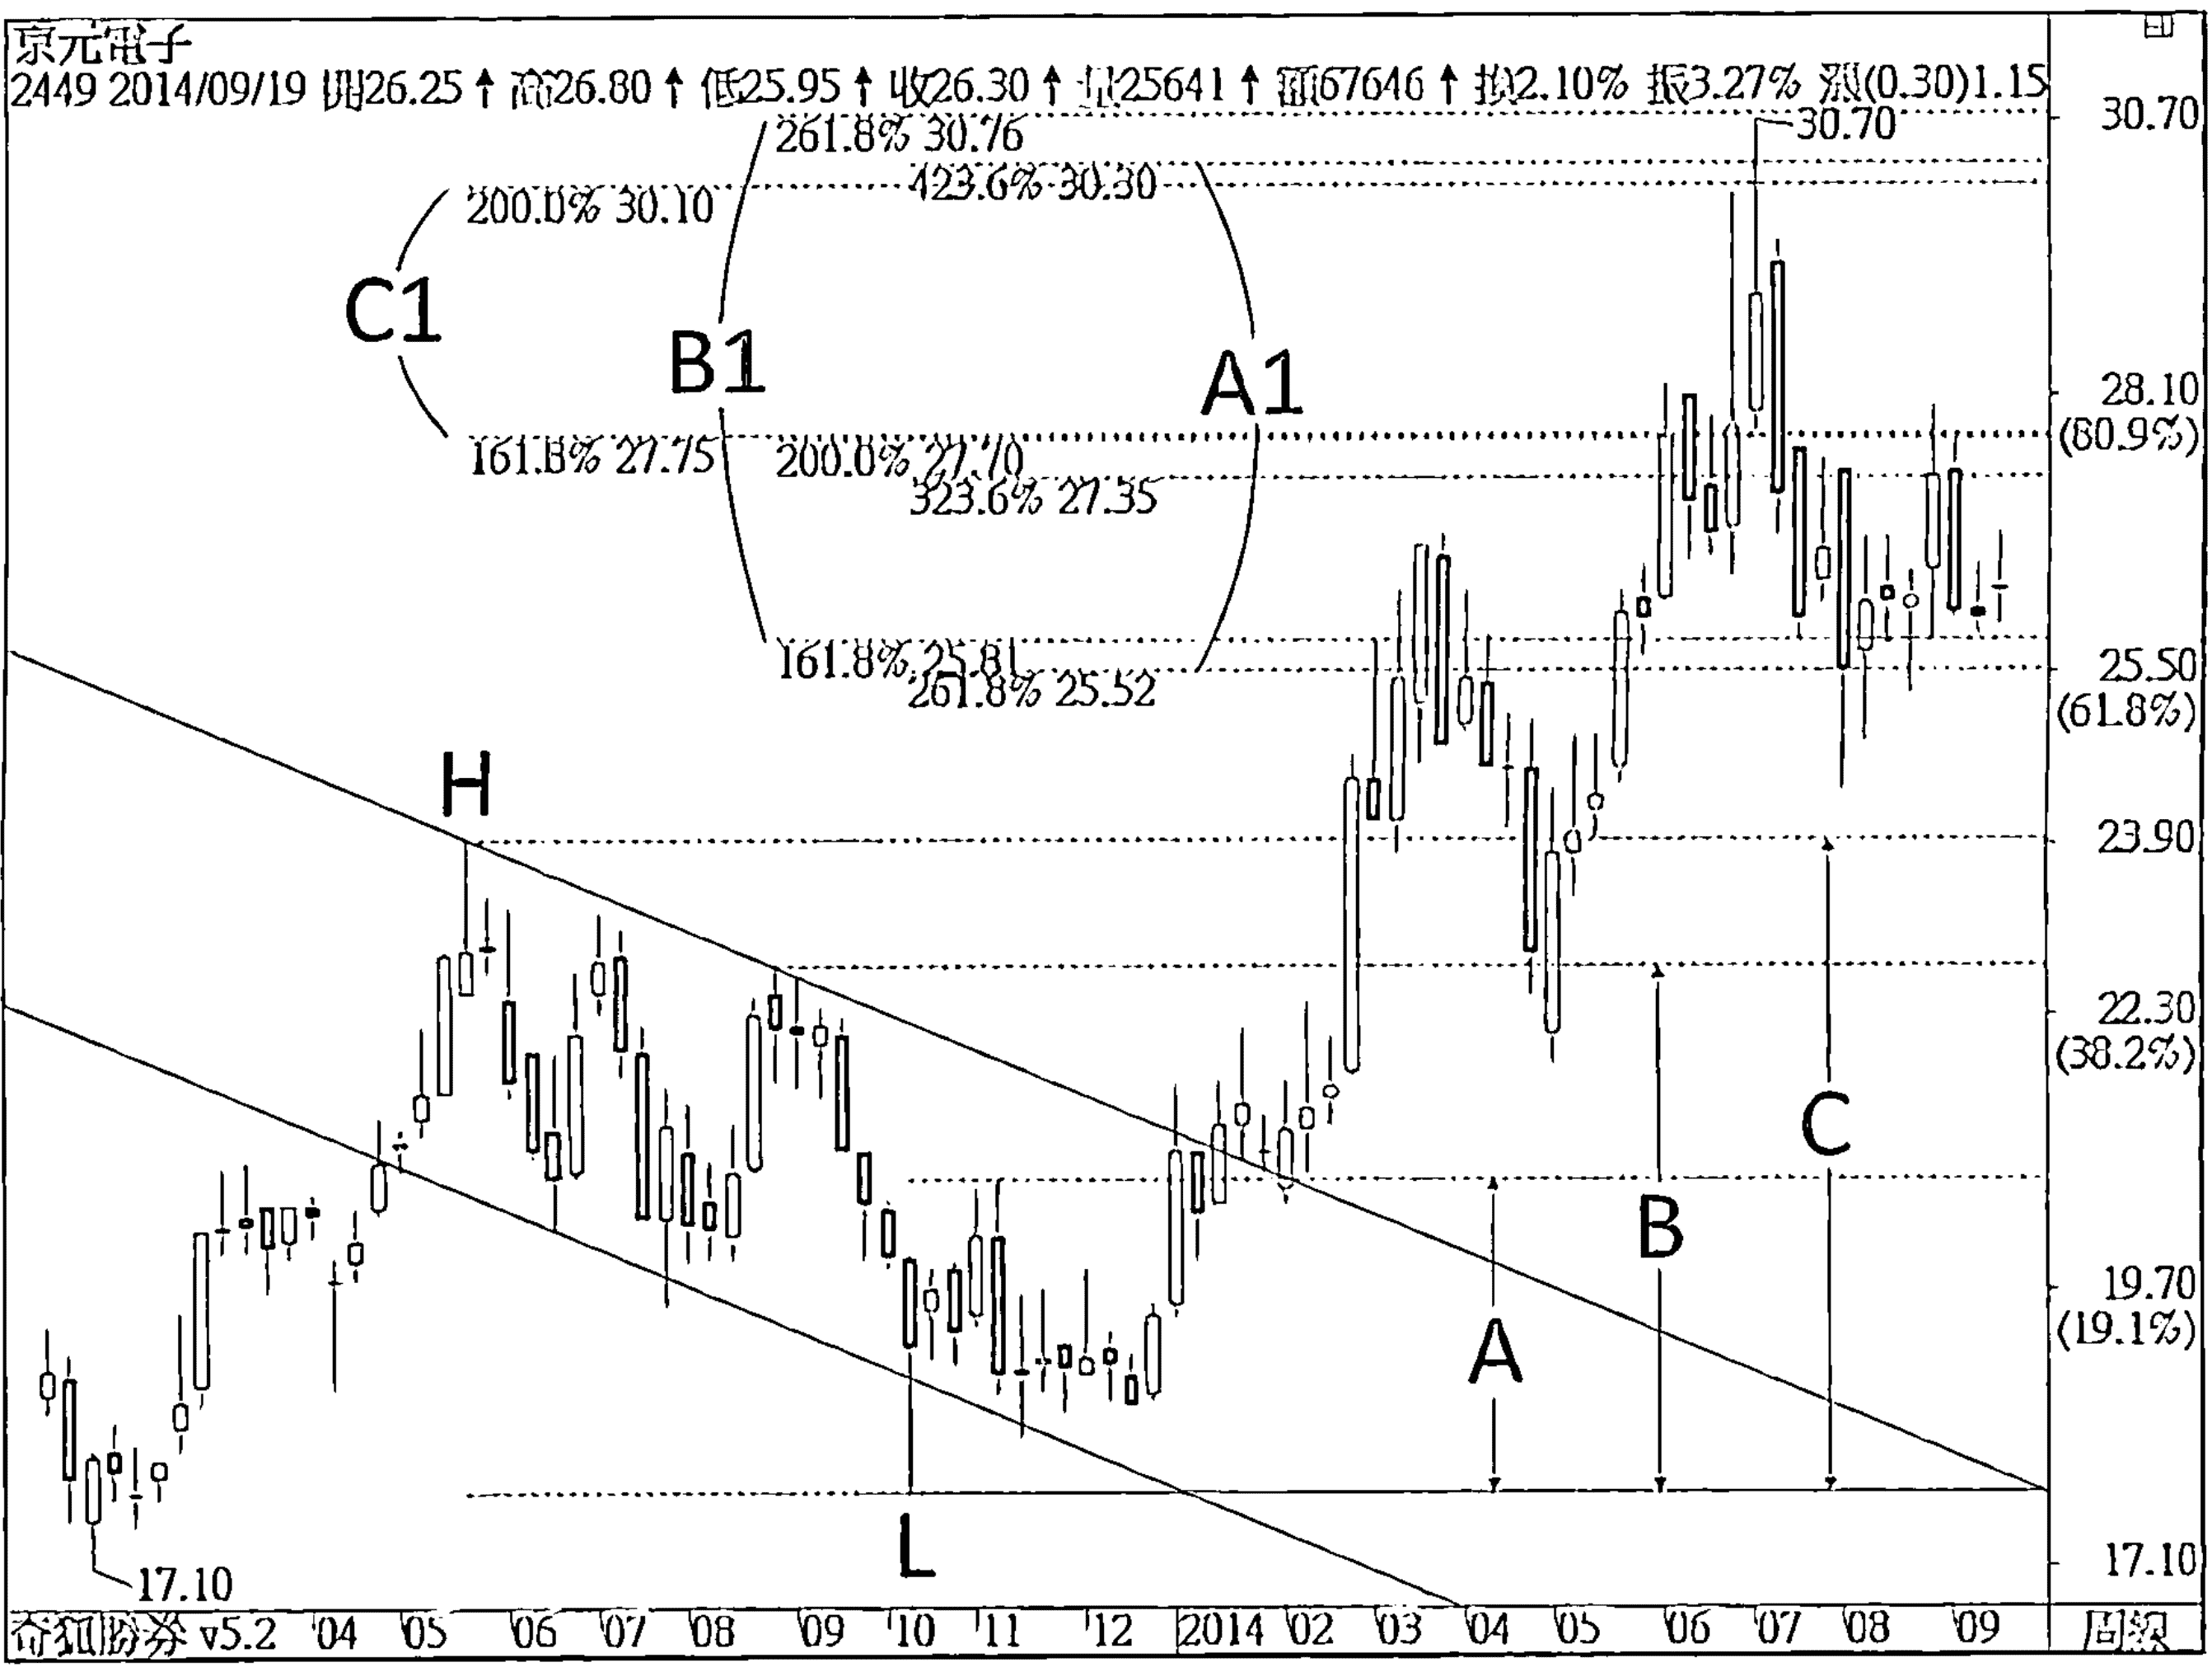 京元電子
2449 2014/09/19 開26.25↑ 高26.80↑ 低25.95↑ 收26.30↑ 量25641↑ 額67646↑ 換2.10% 振3.27% 漲(0.30)1.15
30.70
261.8% 30.76
30.70
423.6% 30.30
200.0% 30.10
C1
B1
A1
28.10
(80.9%)
161.8% 27.75
200.0% 27.70
323.6% 27.35
161.8% 25.81
261.8% 25.52
25.50
(61.8%)
H
23.90
22.30
(38.2%)
C
B
19.70
(19.1%)
A
L
17.10
17.10
奇狐勝券 v5.2 '04 '05 '06 '07 '08 '09 '10 '11 '12 2014 '02 '03 '04 '05 '06 '07 '08 '09 周線